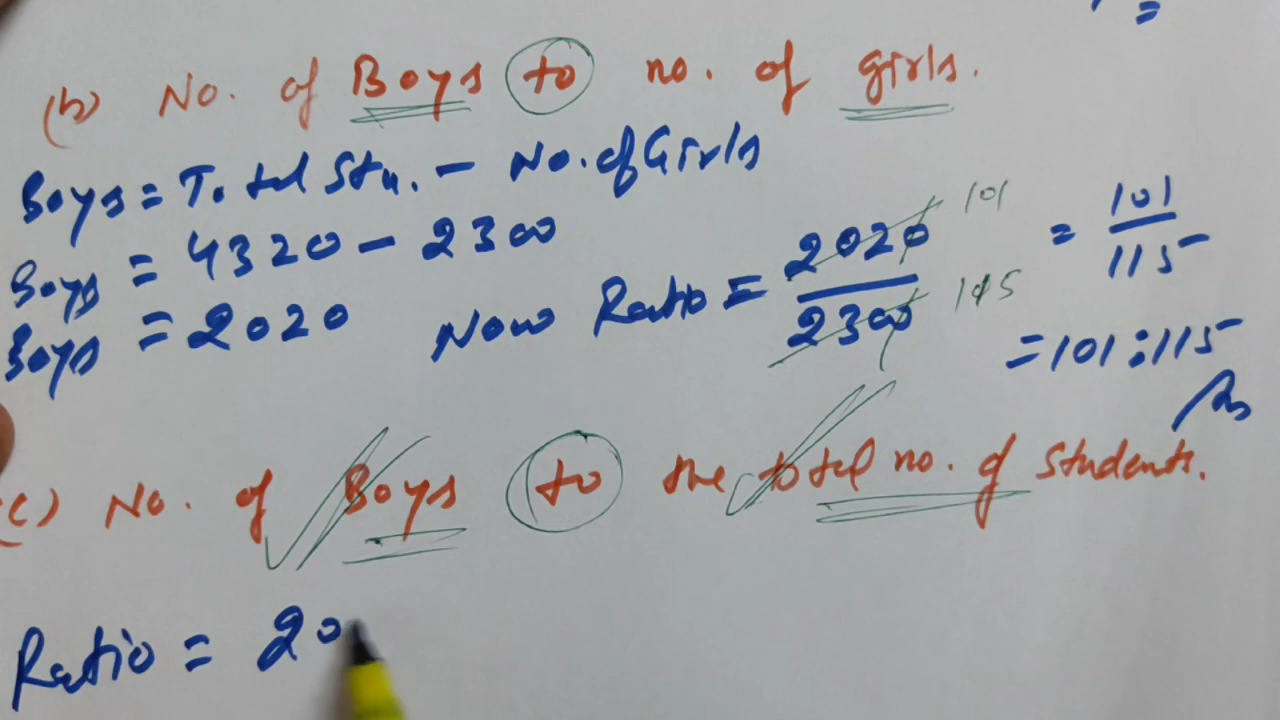 (b) No. of Boys to no. of girls.
Boys = Total Stu. - No. of Girls
Boys = 4320 - 2300
Boys = 2020
Now Ratio = 2020/2300 = 101/115
101
115
= 101:115
(c) No. of Boys to the total no. of students.
Ratio = 20